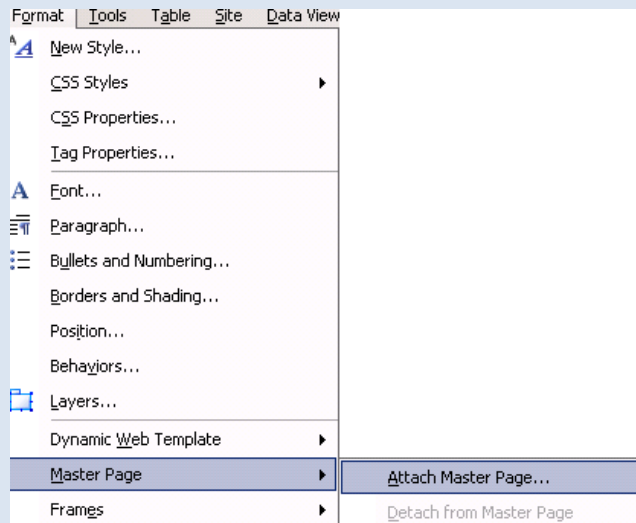 Format Tools Table Site Data View
New Style...
CSS Styles
CSS Properties...
Tag Properties...
Font...
Paragraph...
Bullets and Numbering...
Borders and Shading...
Position...
Behaviors...
Layers...
Dynamic Web Template
Master Page
Attach Master Page...
Frames
Detach from Master Page